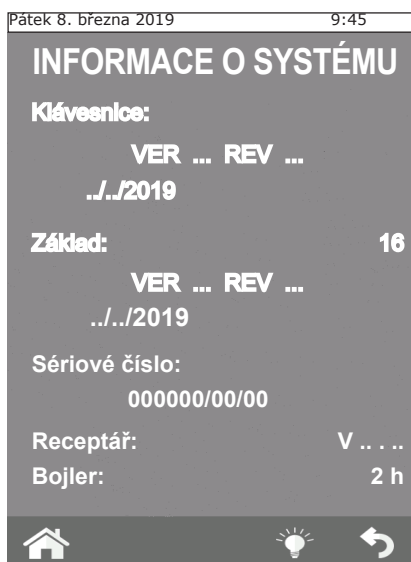 Pátek 8. března 2019 9:45
INFORMACE O SYSTÉMU
Klávesnice:
VER ... REV ...
../../2019
Základ: 16
VER ... REV ...
../../2019
Sériové číslo:
000000/00/00
Receptář: V .. . ..
Bojler: 2 h